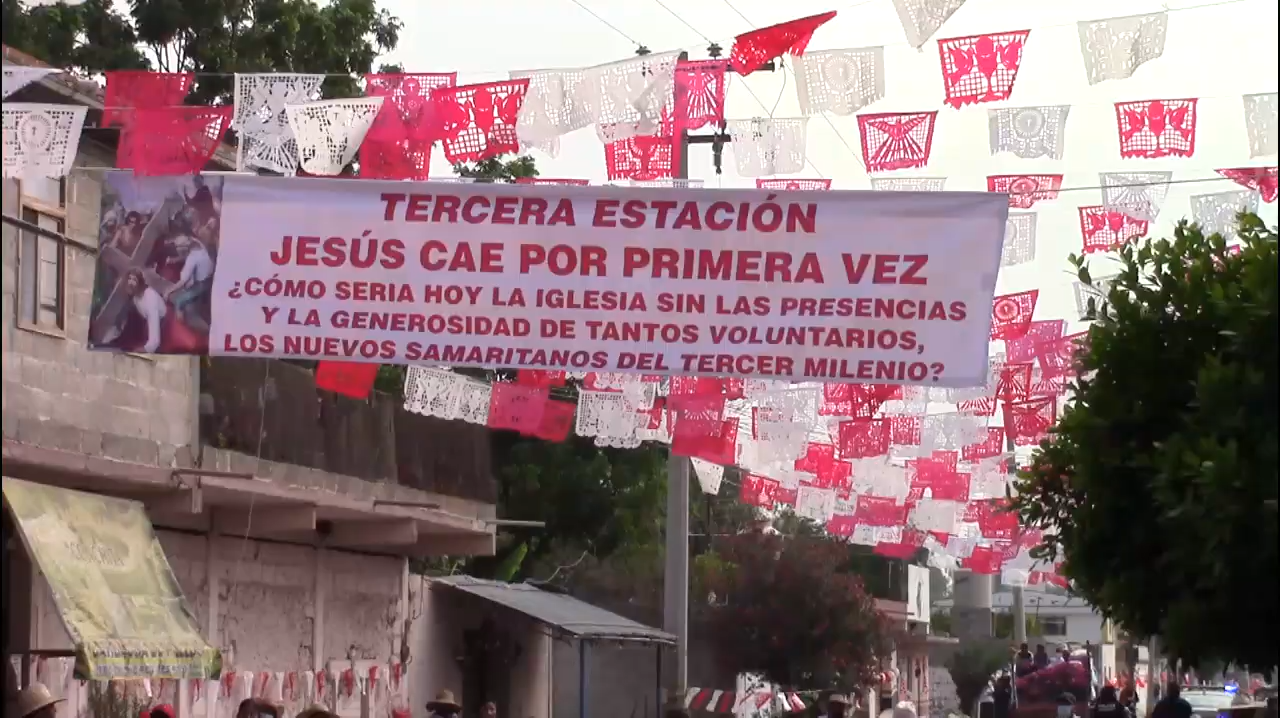 TERCERA ESTACIÓN
JESÚS CAE POR PRIMERA VEZ
¿CÓMO SERIA HOY LA IGLESIA SIN LAS PRESENCIAS
Y LA GENEROSIDAD DE TANTOS VOLUNTARIOS,
LOS NUEVOS SAMARITANOS DEL TERCER MILENIO?